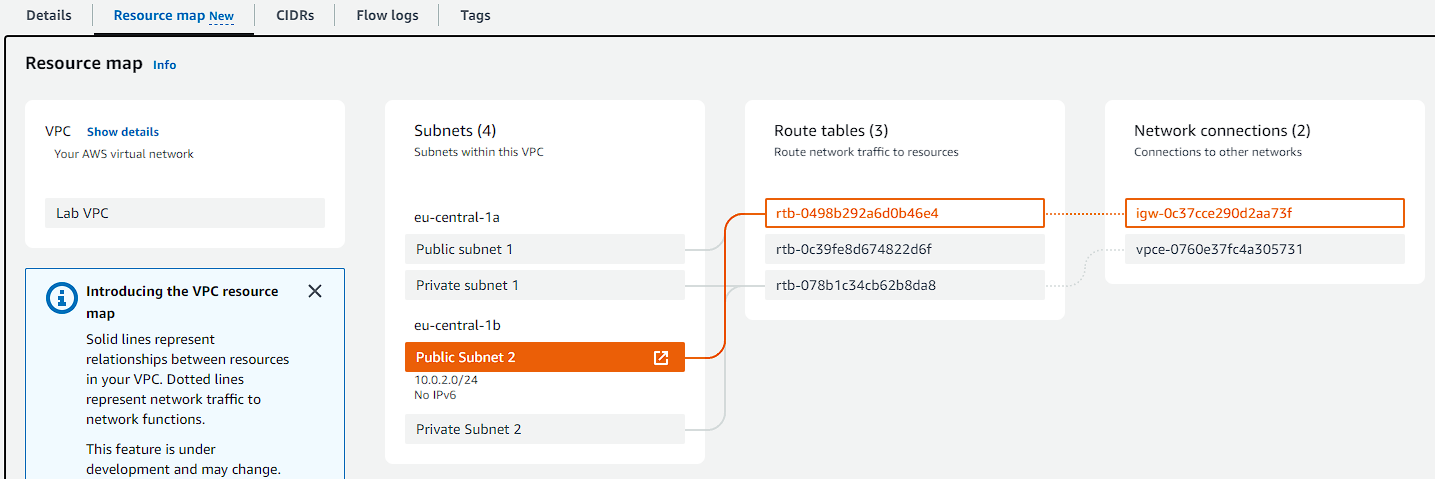 Details
Resource map New
CIDRs
Flow logs
Tags
Resource map Info
VPC Show details
Your AWS virtual network
Lab VPC
Introducing the VPC resource
map
Solid lines represent
relationships between resources
in your VPC. Dotted lines
represent network traffic to
network functions.
This feature is under
development and may change.
Subnets (4)
Subnets within this VPC
eu-central-1a
Public subnet 1
Private subnet 1
eu-central-1b
Public Subnet 2
10.0.2.0/24
No IPv6
Private Subnet 2
Route tables (3)
Route network traffic to resources
rtb-0498b292a6d0b46e4
rtb-0c39fe8d674822d6f
rtb-078b1c34cb62b8da8
Network connections (2)
Connections to other networks
igw-0c37cce290d2aa73f
vpce-0760e37fc4a305731